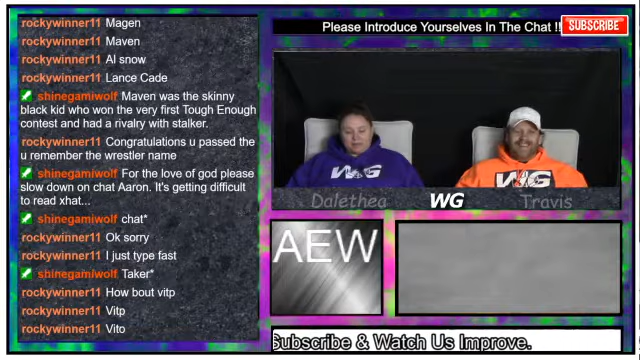 rockywinner11 Magen
rockywinner11 Maven
rockywinner11 Al snow
rockywinner11 Lance Cade
shinegamiwolf Maven was the skinny
black kid who won the very first Tough Enough
contest and had a rivalry with stalker.
rockywinner11 Congratulations u passed the
u remember the wrestler name
shinegamiwolf For the love of god please
slow down on chat Aaron. It's getting difficult
to read xhat...
shinegamiwolf chat*
rockywinner11 Ok sorry
rockywinner11 I just type fast
shinegamiwolf Taker*
rockywinner11 How bout vitp
rockywinner11 Vitp
rockywinner11 Vito
Please Introduce Yourselves In The Chat !!
SUBSCRIBE
WG
WG
Dalethea WG Travis
AEW
Subscribe & Watch Us Improve.